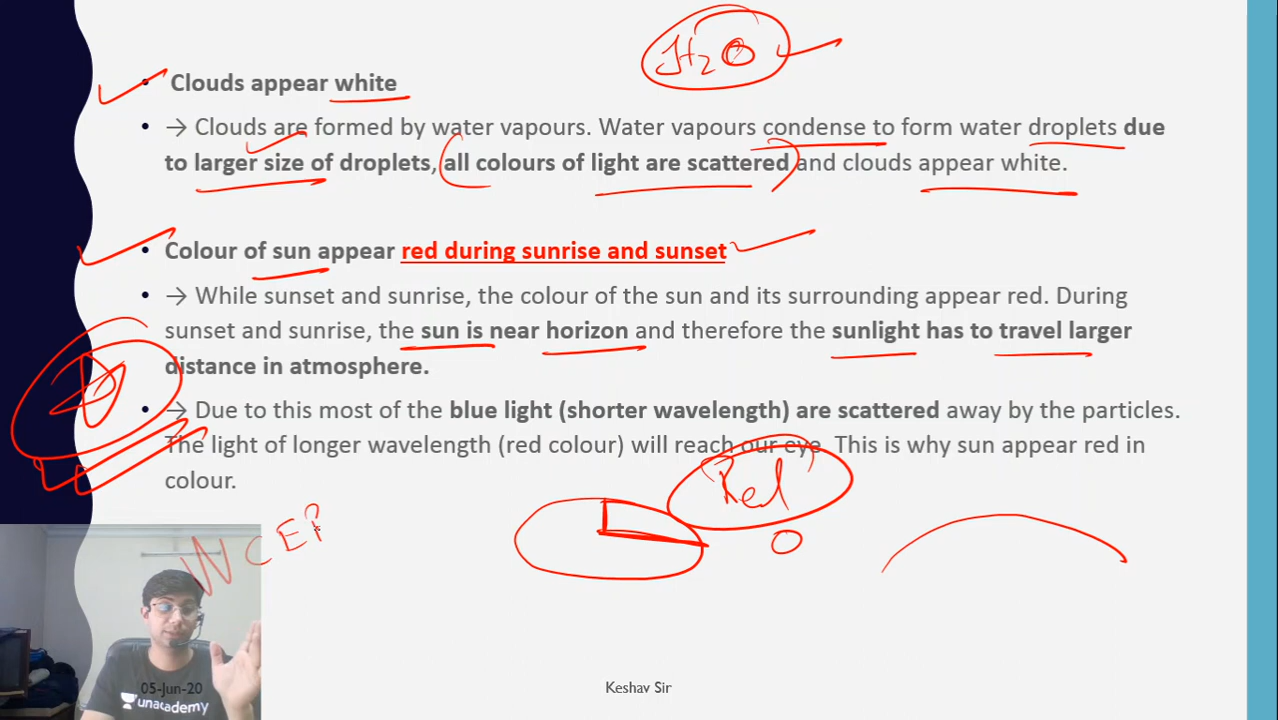 H2O
• Clouds appear white
• → Clouds are formed by water vapours. Water vapours condense to form water droplets due
to larger size of droplets, all colours of light are scattered and clouds appear white.
• Colour of sun appear red during sunrise and sunset
• → While sunset and sunrise, the colour of the sun and its surrounding appear red. During
sunset and sunrise, the sun is near horizon and therefore the sunlight has to travel larger
distance in atmosphere.
• → Due to this most of the blue light (shorter wavelength) are scattered away by the particles.
The light of longer wavelength (red colour) will reach our eye. This is why sun appear red in
colour.
Red
NCEP
05-Jun-20
unacademy
Keshav Sir